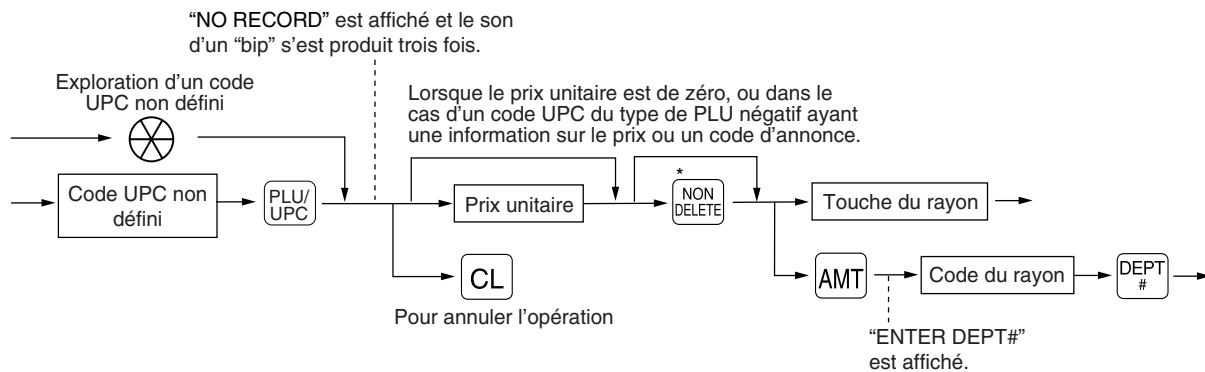 “NO RECORD” est affiché et le son
d’un “bip” s’est produit trois fois.
Exploration d’un code
UPC non défini
Lorsque le prix unitaire est de zéro, ou dans le
cas d’un code UPC du type de PLU négatif ayant
une information sur le prix ou un code d’annonce.
Code UPC non
défini
PLU/
UPC
Prix unitaire
*
NON
DELETE
Touche du rayon
CL
Pour annuler l’opération
AMT
Code du rayon
DEPT
#
“ENTER DEPT#”
est affiché.